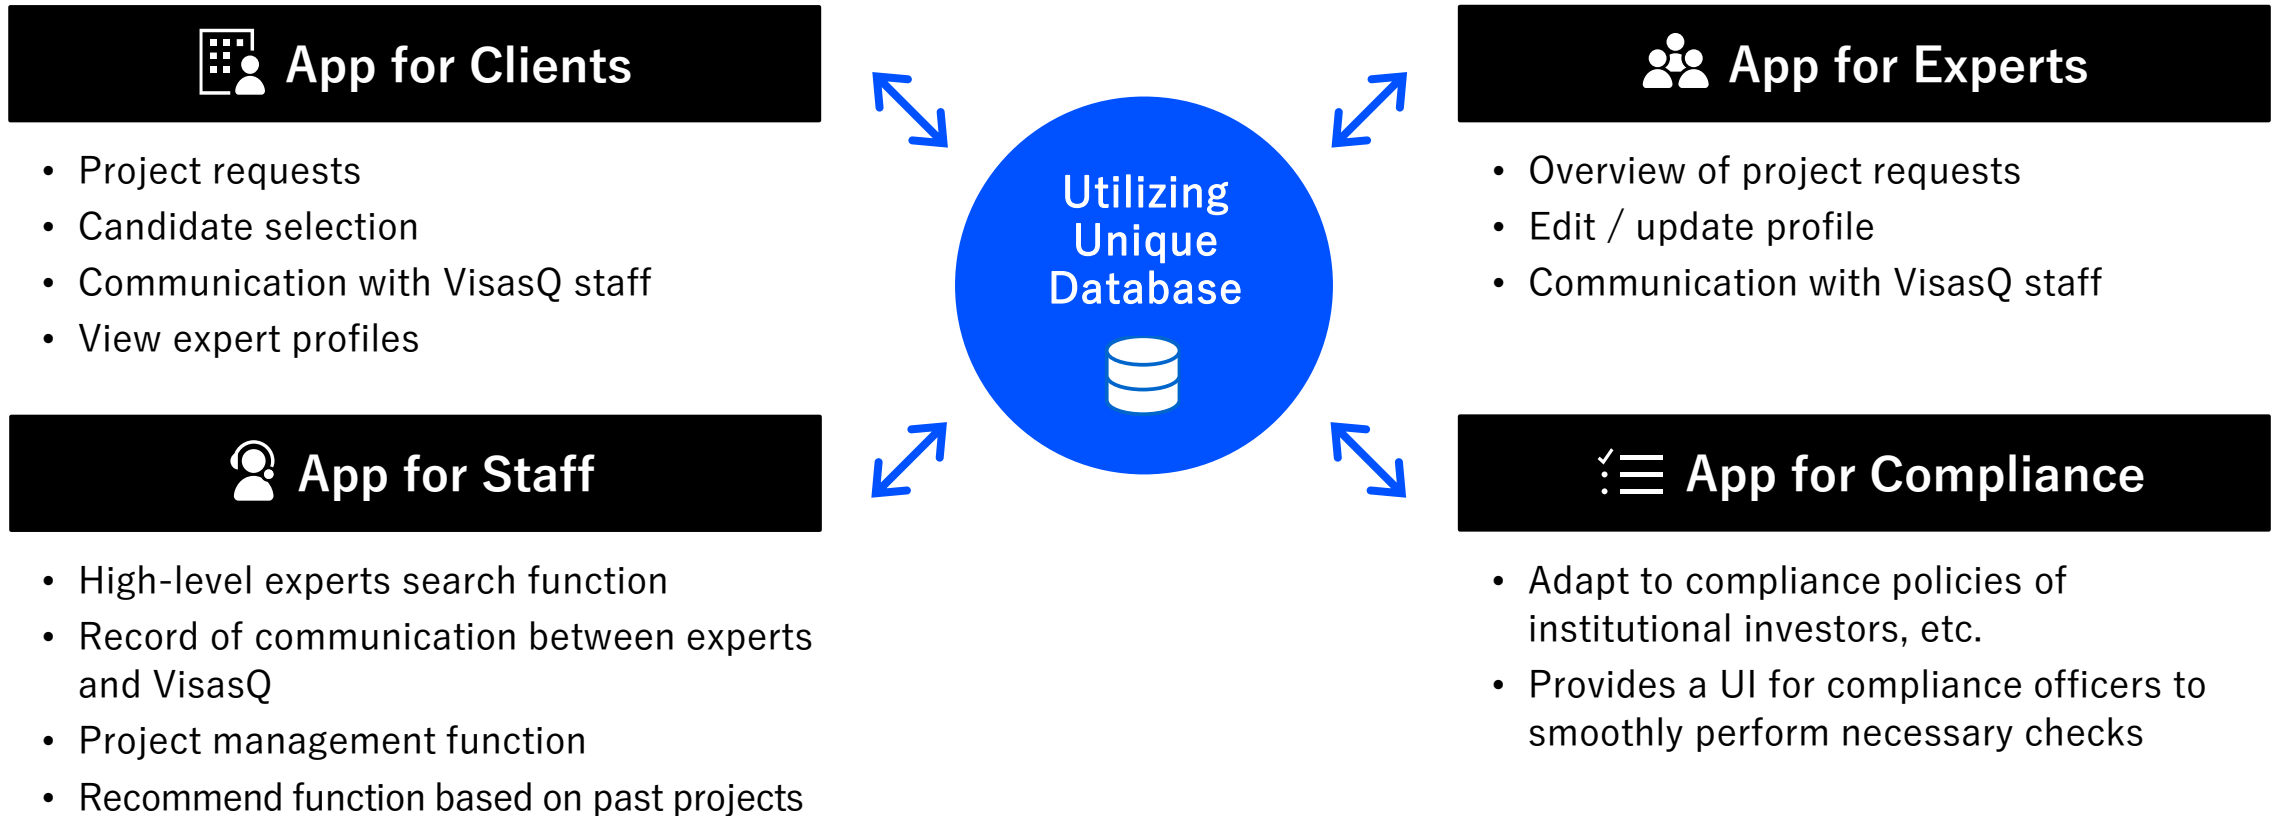 App for Clients
• Project requests
• Candidate selection
• Communication with VisasQ staff
• View expert profiles
Utilizing
Unique
Database
App for Experts
• Overview of project requests
• Edit / update profile
• Communication with VisasQ staff
App for Staff
• High-level experts search function
• Record of communication between experts
and VisasQ
• Project management function
• Recommend function based on past projects
App for Compliance
• Adapt to compliance policies of
institutional investors, etc.
• Provides a UI for compliance officers to
smoothly perform necessary checks